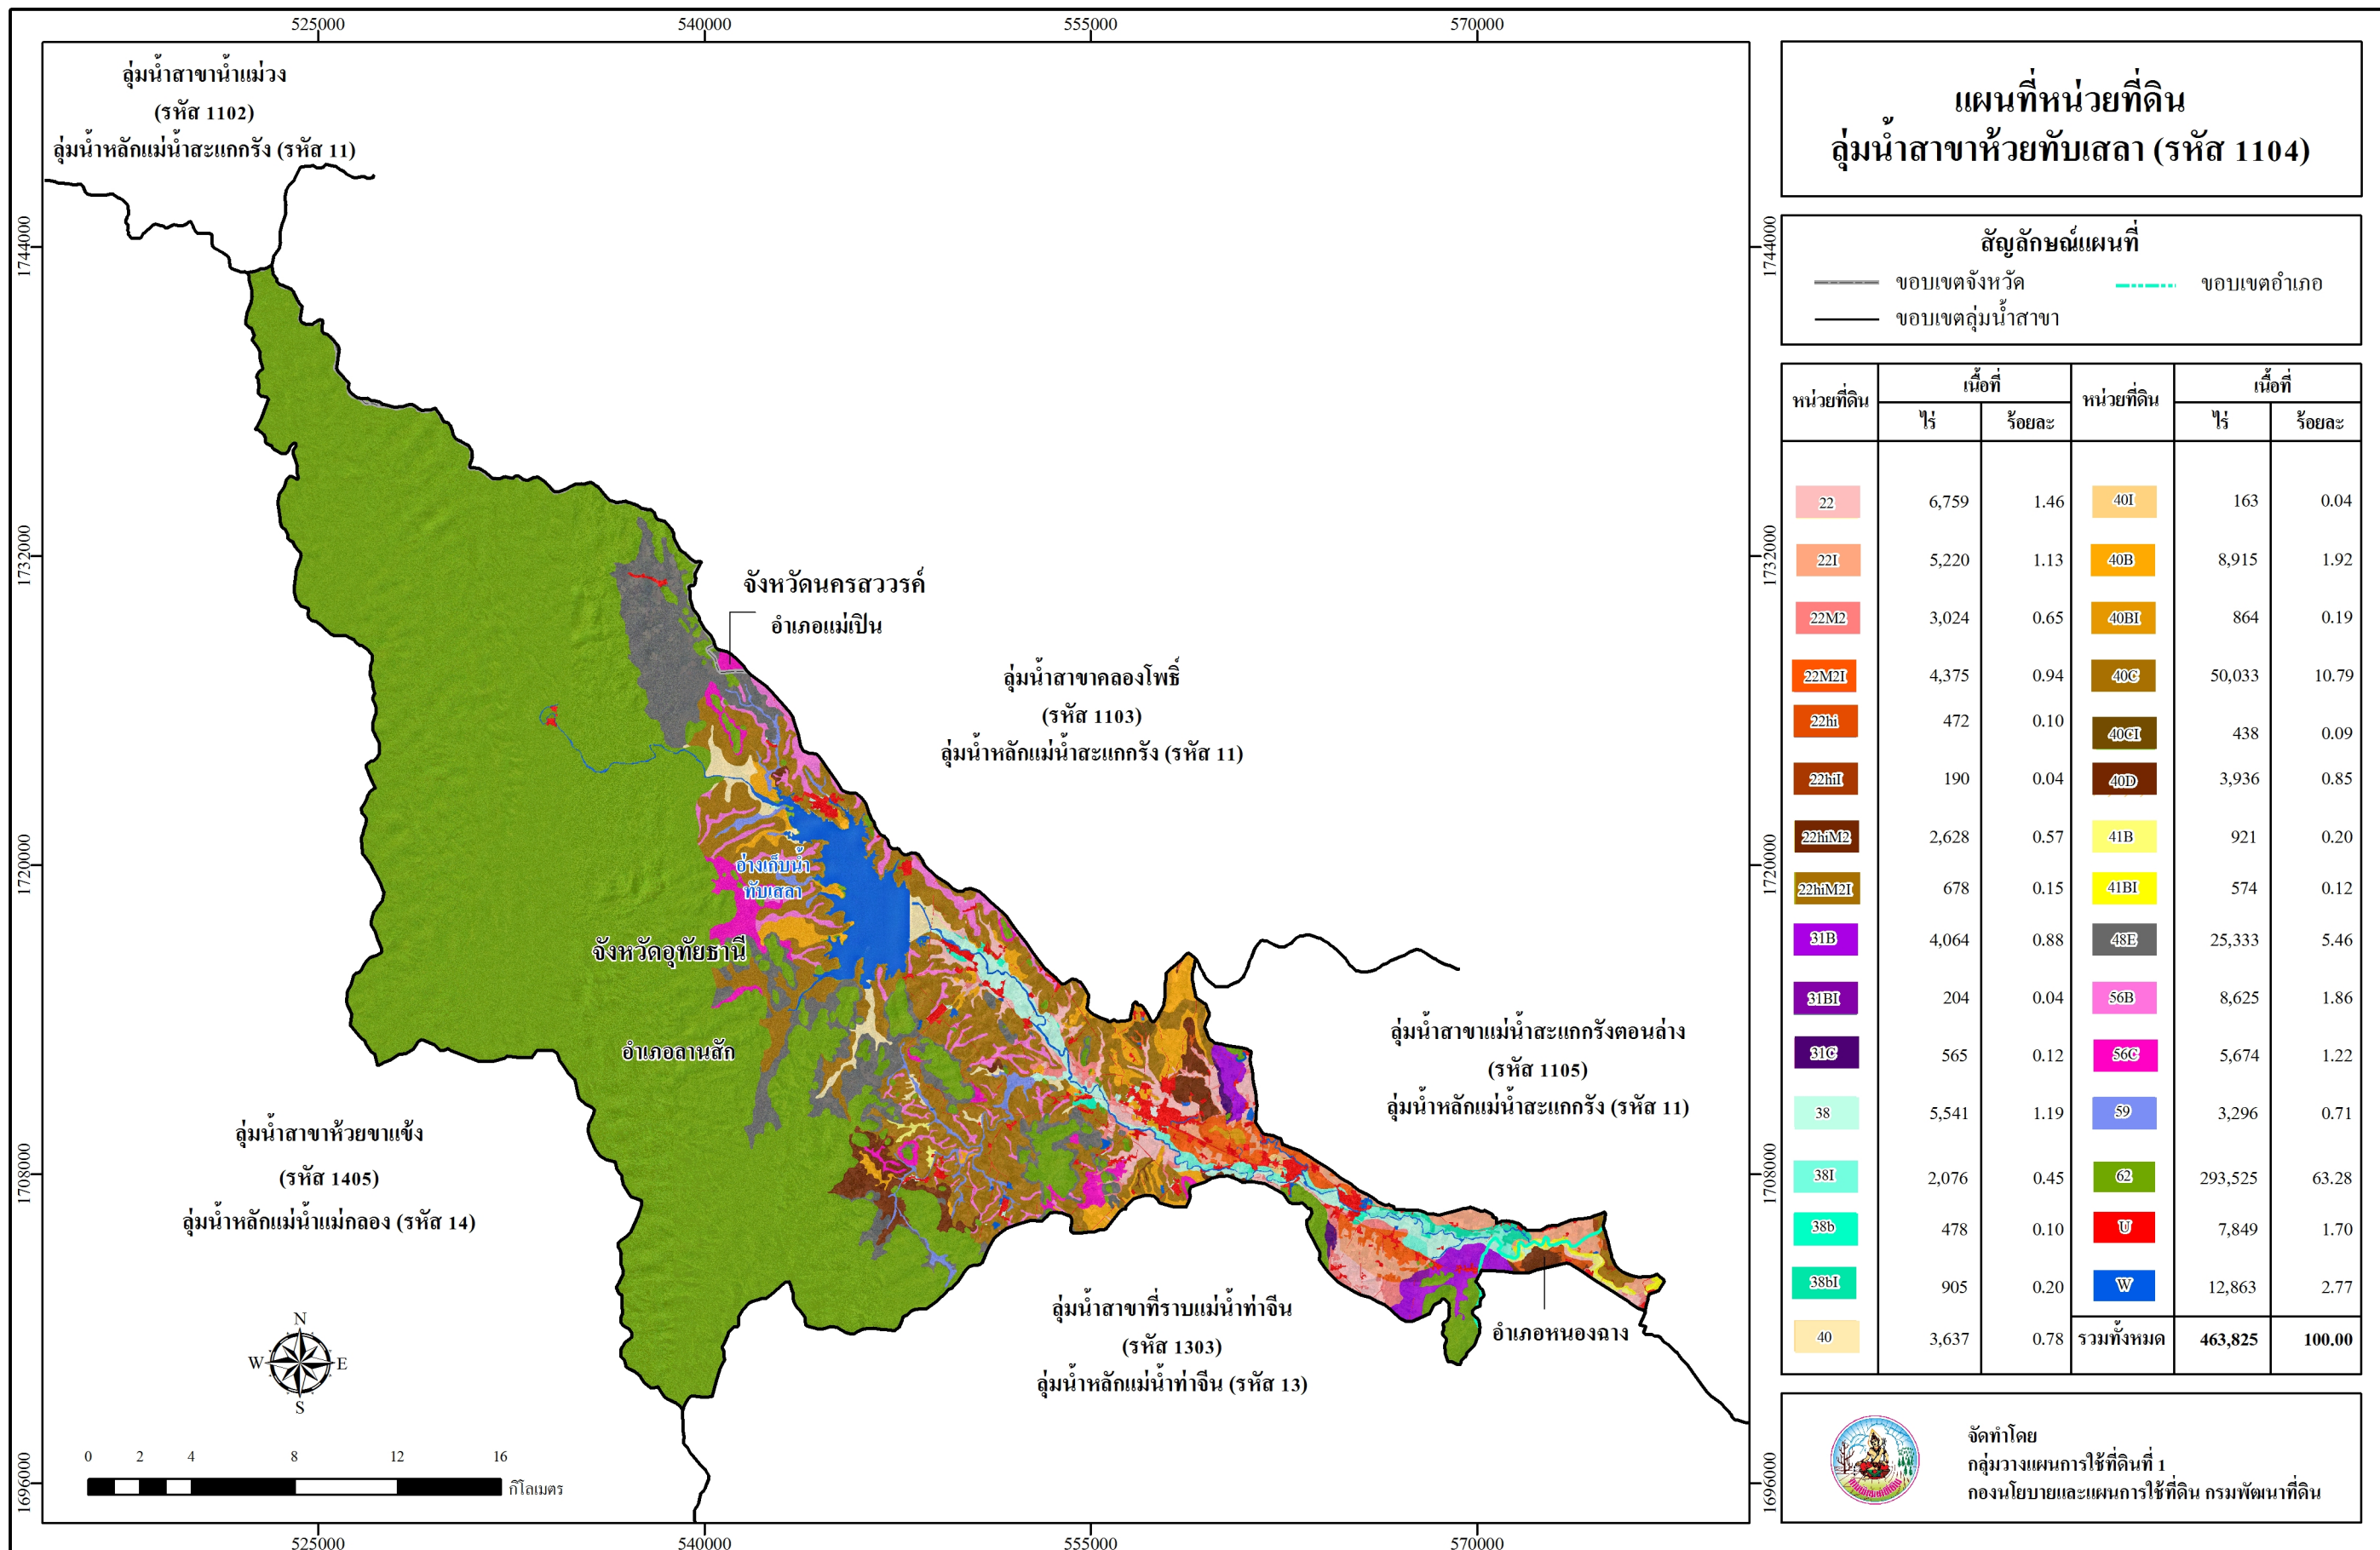 525000
540000
555000
570000
ลุ่มน้ำสาขาน้ำแม่วง
(รหัส 1102)
ลุ่มน้ำหลักแม่น้ำสะแกกรัง (รหัส 11)
1744000
1732000
1720000
1708000
1696000
จังหวัดนครสววรค์
อำเภอแม่เปิน
ลุ่มน้ำสาขาคลองโพธิ์
(รหัส 1103)
ลุ่มน้ำหลักแม่น้ำสะแกกรัง (รหัส 11)
อ่างเก็บน้ำ
ทับเสลา
จังหวัดอุทัยธานี
อำเภอลานสัก
ลุ่มน้ำสาขาแม่น้ำสะแกกรังตอนล่าง
(รหัส 1105)
ลุ่มน้ำหลักแม่น้ำสะแกกรัง (รหัส 11)
ลุ่มน้ำสาขาห้วยขาแข้ง
(รหัส 1405)
ลุ่มน้ำหลักแม่น้ำแม่กลอง (รหัส 14)
ลุ่มน้ำสาขาที่ราบแม่น้ำท่าจีน
(รหัส 1303)
ลุ่มน้ำหลักแม่น้ำท่าจีน (รหัส 13)
อำเภอหนองฉาง
N
W E
S
0 2 4 8 12 16
กิโลเมตร
1744000
1732000
1720000
1708000
1696000
525000
540000
555000
570000
แผนที่หน่วยที่ดิน
ลุ่มน้ำสาขาห้วยทับเสลา (รหัส 1104)
สัญลักษณ์แผนที่
ขอบเขตจังหวัด ขอบเขตอำเภอ
ขอบเขตลุ่มน้ำสาขา
หน่วยที่ดิน เนื้อที่ หน่วยที่ดิน เนื้อที่
ไร่ ร้อยละ ไร่ ร้อยละ
22 6,759 1.46 40I 163 0.04
22I 5,220 1.13 40B 8,915 1.92
22M2 3,024 0.65 40BI 864 0.19
22M2I 4,375 0.94 40C 50,033 10.79
22hi 472 0.10 40CI 438 0.09
22hiI 190 0.04 40D 3,936 0.85
22hiM2 2,628 0.57 41B 921 0.20
22hiM2I 678 0.15 41BI 574 0.12
31B 4,064 0.88 48E 25,333 5.46
31BI 204 0.04 56B 8,625 1.86
31C 565 0.12 56C 5,674 1.22
38 5,541 1.19 59 3,296 0.71
38I 2,076 0.45 62 293,525 63.28
38b 478 0.10 U 7,849 1.70
38bI 905 0.20 W 12,863 2.77
40 3,637 0.78 รวมทั้งหมด 463,825 100.00
จัดทำโดย
กลุ่มวางแผนการใช้ที่ดินที่ 1
กองนโยบายและแผนการใช้ที่ดิน กรมพัฒนาที่ดิน